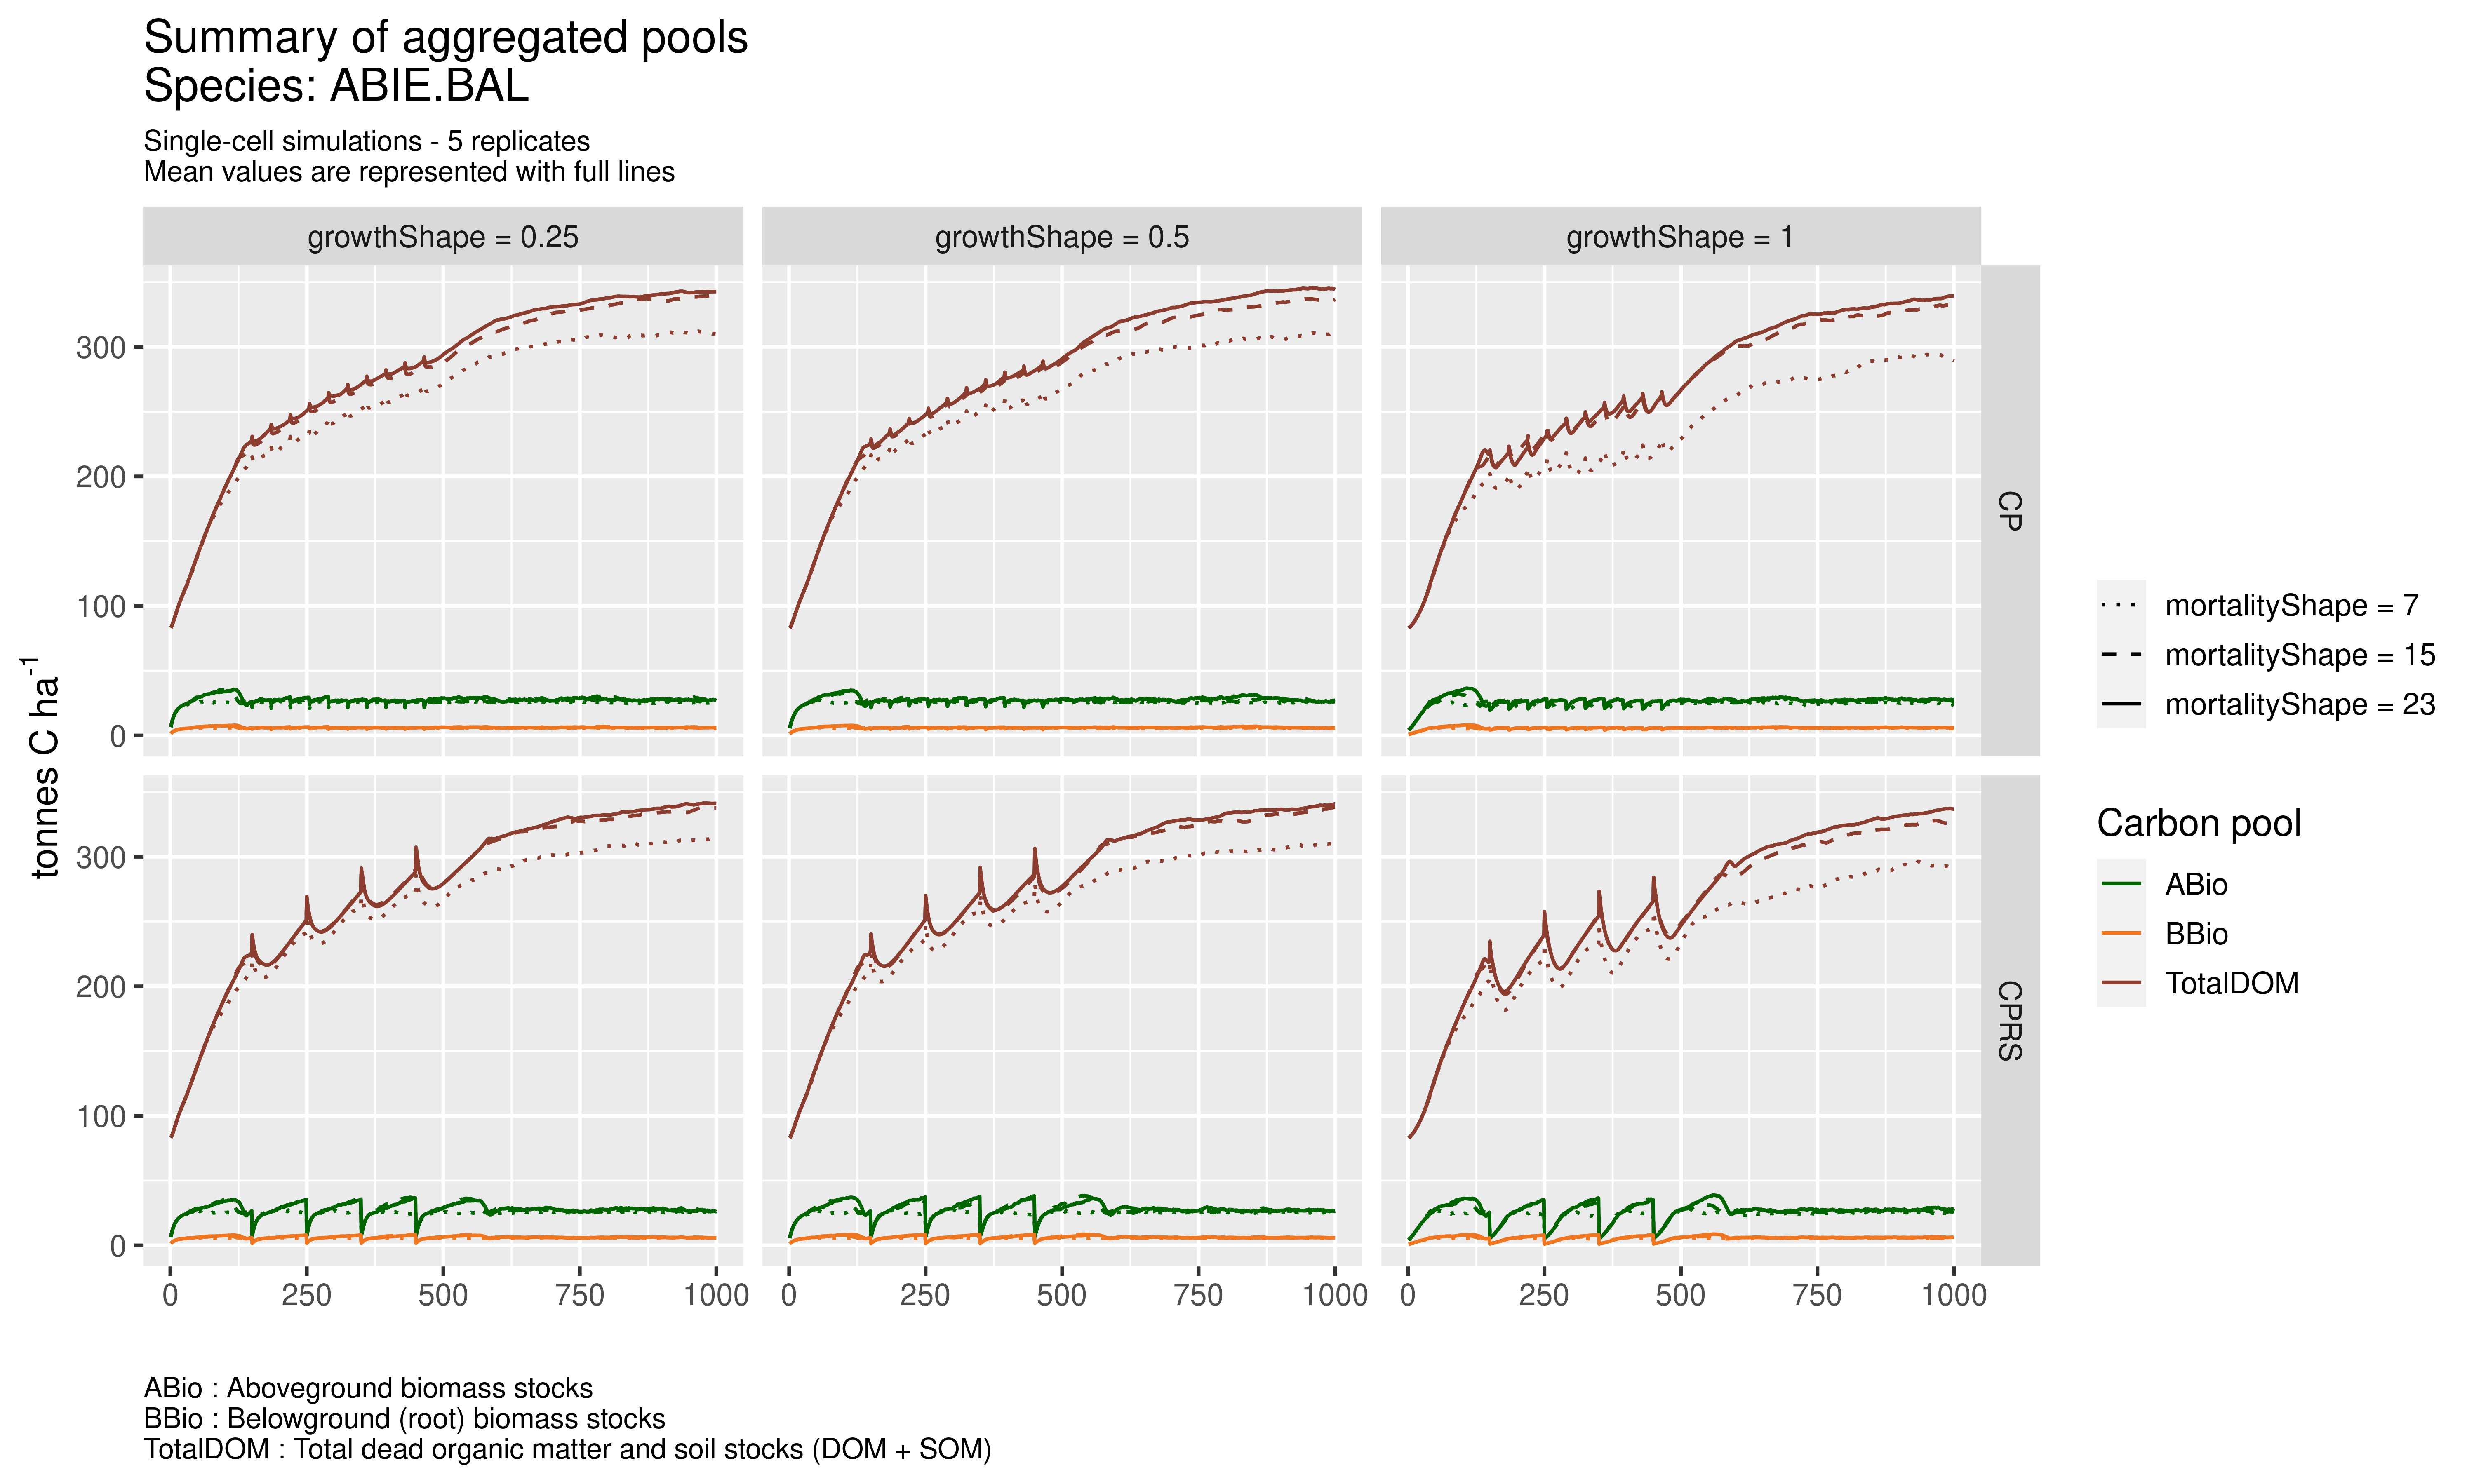 Summary of aggregated pools
Species: ABIE.BAL
Single-cell simulations - 5 replicates
Mean values are represented with full lines
growthShape = 0.25
growthShape = 0.5
growthShape = 1
300
200
100
0
CP
300
200
100
0
CPRS
tonnes C ha⁻¹
0 250 500 750 1000
0 250 500 750 1000
0 250 500 750 1000
mortalityShape = 7
mortalityShape = 15
mortalityShape = 23
Carbon pool
ABio
BBio
TotalDOM
ABio : Aboveground biomass stocks
BBio : Belowground (root) biomass stocks
TotalDOM : Total dead organic matter and soil stocks (DOM + SOM)